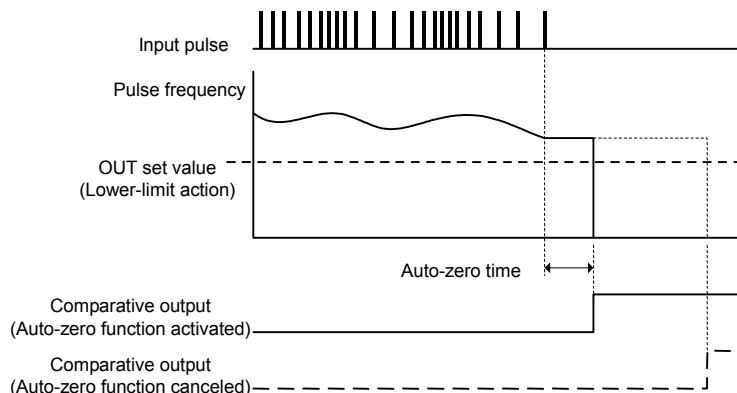 Input pulse
Pulse frequency
OUT set value
(Lower-limit action)
Auto-zero time
Comparative output
(Auto-zero function activated)
Comparative output
(Auto-zero function canceled)